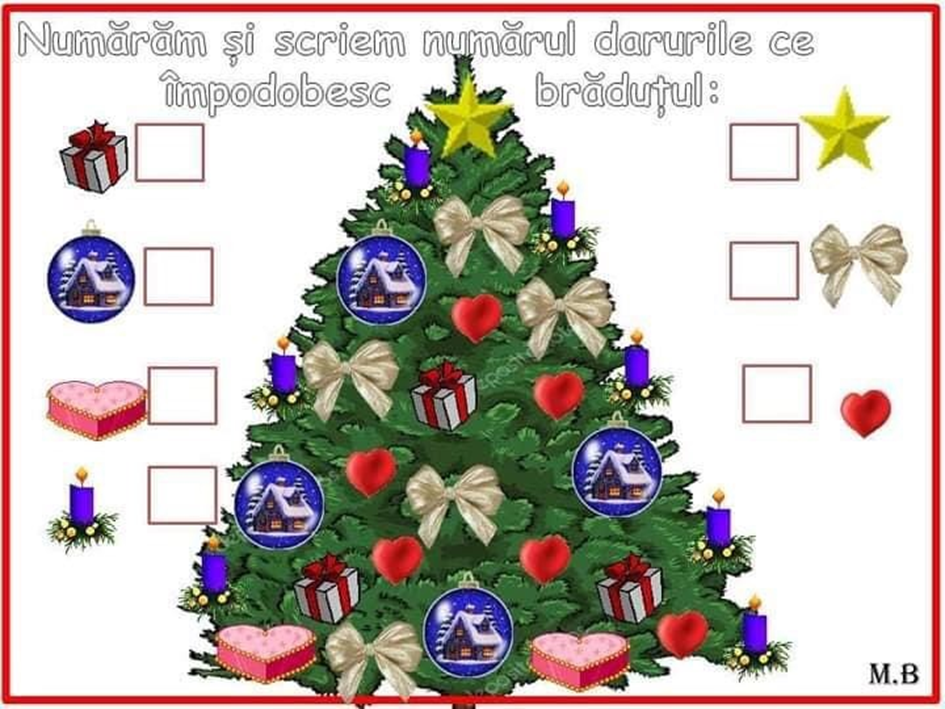 Numărăm și scriem numărul darurile ce
împodobesc brăduțul:
M.B